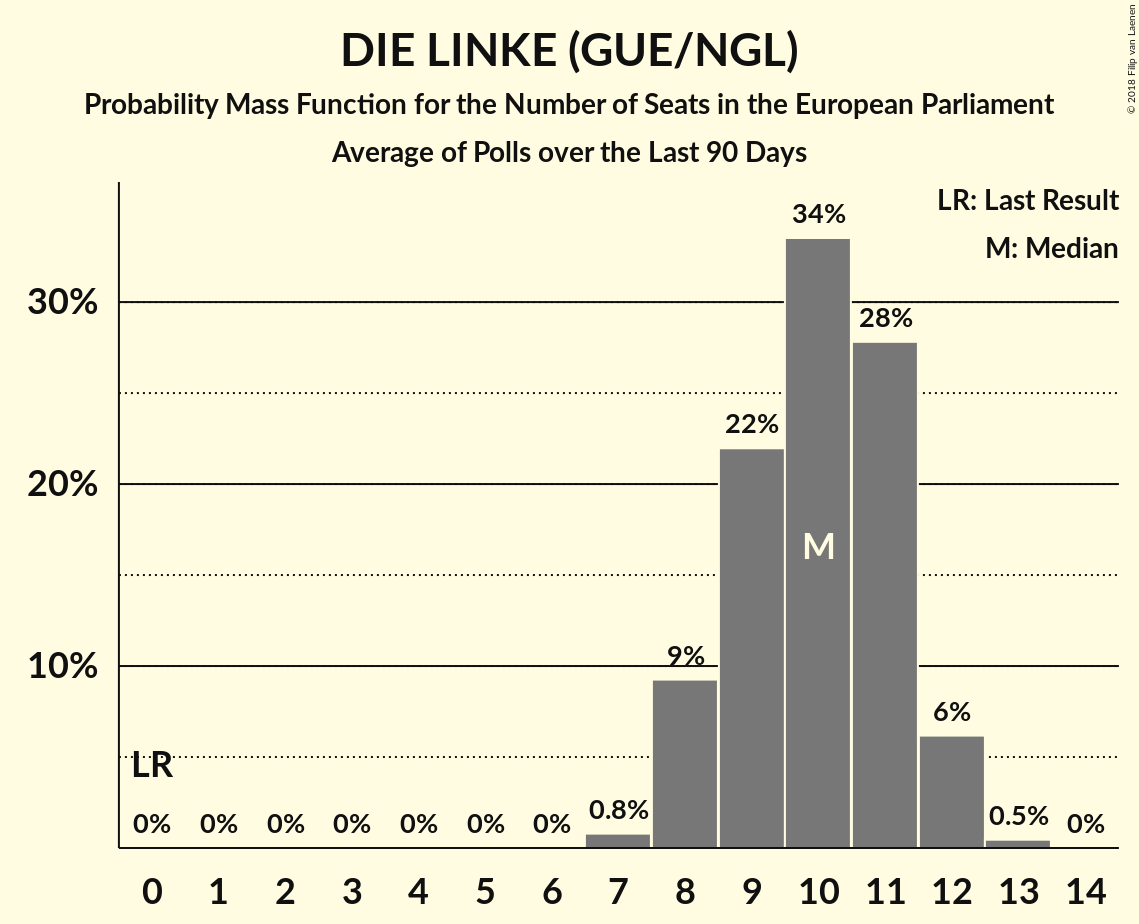 DIE LINKE (GUE/NGL)
Probability Mass Function for the Number of Seats in the European Parliament
Average of Polls over the Last 90 Days
© 2018 Filip van Laenen
LR: Last Result
M: Median
34%
30%
28%
22%
20%
M
10%
9%
6%
LR
0% 0% 0% 0% 0% 0% 0% 0.8% 0.5% 0%
0 1 2 3 4 5 6 7 8 9 10 11 12 13 14